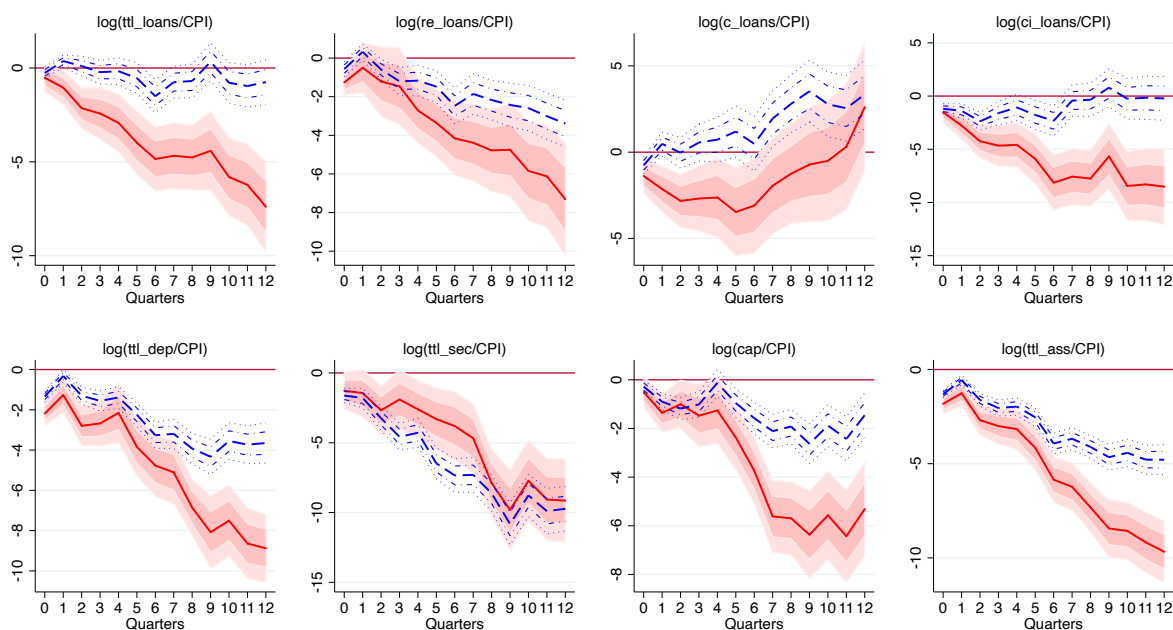 log(ttl_loans/CPI)
0
-5
-10
0 1 2 3 4 5 6 7 8 9 10 11 12
Quarters
log(re_loans/CPI)
0
-2
-4
-6
-8
-10
0 1 2 3 4 5 6 7 8 9 10 11 12
Quarters
log(c_loans/CPI)
5
0
-5
0 1 2 3 4 5 6 7 8 9 10 11 12
Quarters
log(ci_loans/CPI)
5
0
-5
-10
-15
0 1 2 3 4 5 6 7 8 9 10 11 12
Quarters
log(ttl_dep/CPI)
0
-2
-4
-6
-8
-10
0 1 2 3 4 5 6 7 8 9 10 11 12
Quarters
log(ttl_sec/CPI)
0
-5
-10
-15
0 1 2 3 4 5 6 7 8 9 10 11 12
Quarters
log(cap/CPI)
0
-2
-4
-6
-8
0 1 2 3 4 5 6 7 8 9 10 11 12
Quarters
log(ttl_ass/CPI)
0
-5
-10
0 1 2 3 4 5 6 7 8 9 10 11 12
Quarters